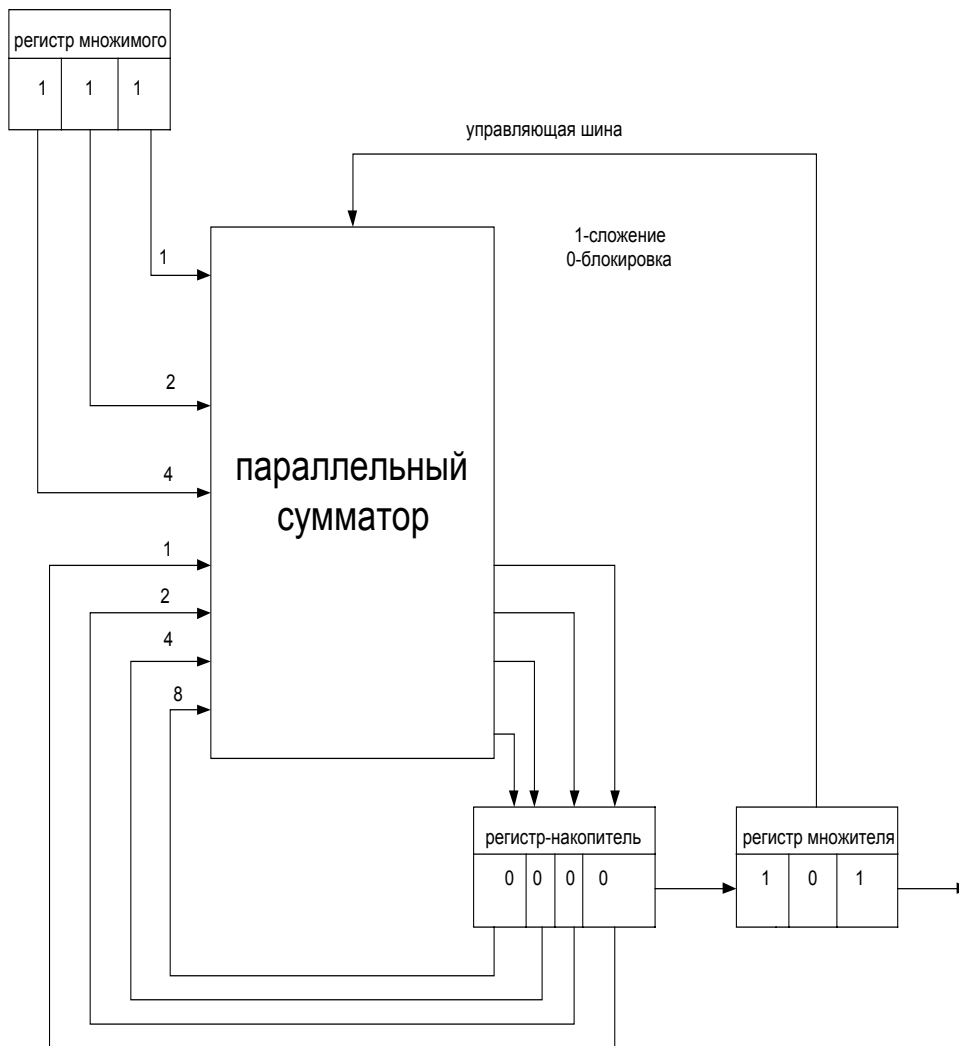 регистр множимого
1 1 1
управляющая шина
1-сложение
0-блокировка
1
2
4
параллельный
сумматор
1
2
4
8
регистр-накопитель
0 0 0 0
регистр множителя
1 0 1